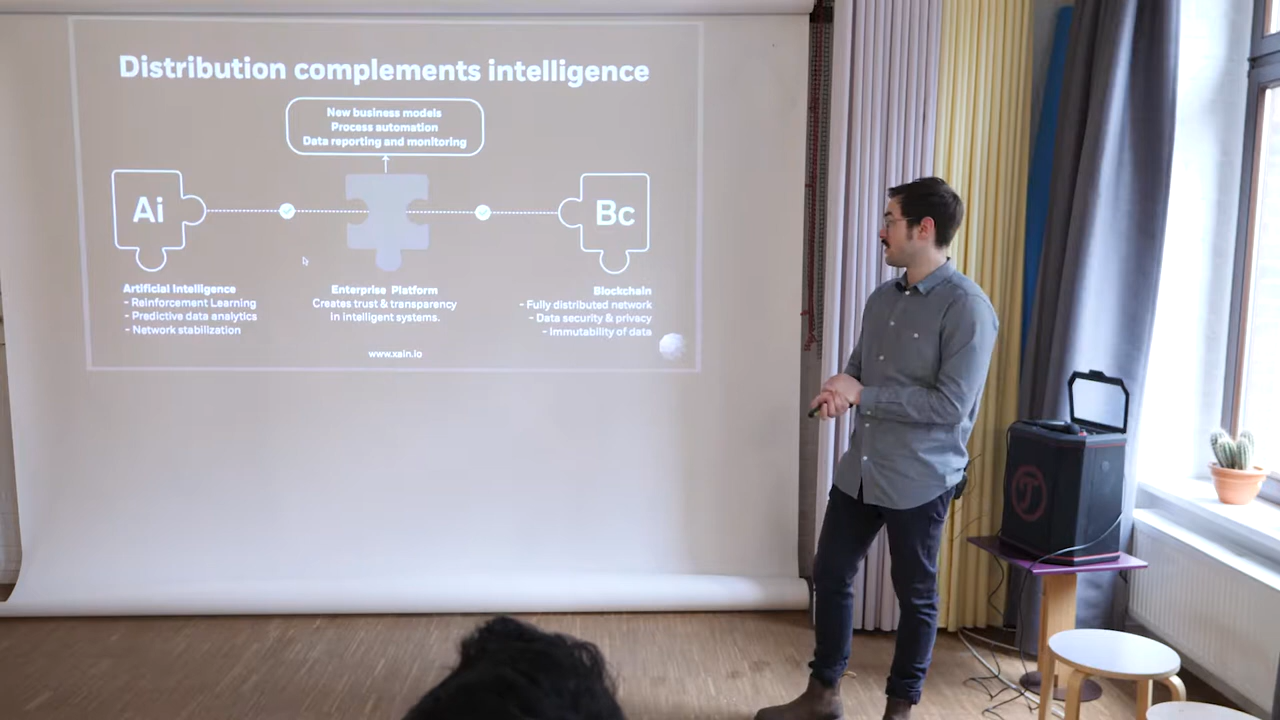 Distribution complements intelligence
New business models
Process automation
Data reporting and monitoring
Ai
Bc
Artificial Intelligence
- Reinforcement Learning
- Predictive data analytics
- Network stabilization
Enterprise Platform
Creates trust & transparency
in intelligent systems.
Blockchain
- Fully distributed network
- Data security & privacy
- Immutability of data
www.xain.io